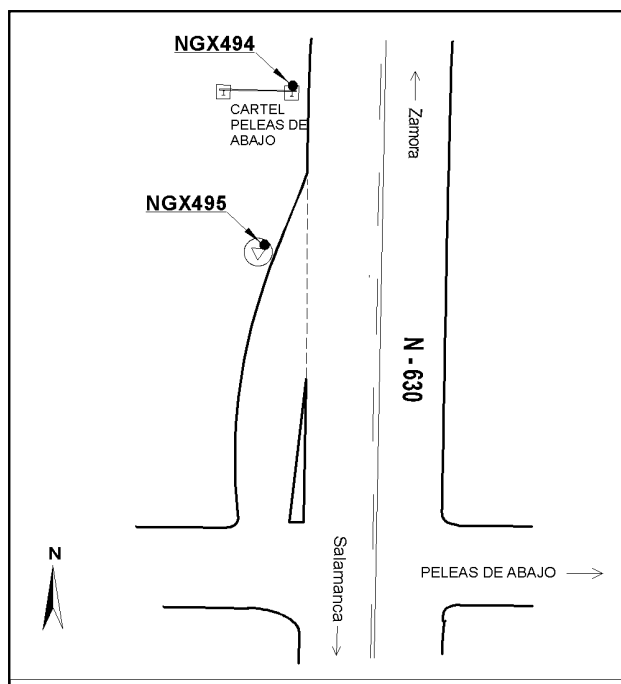 NGX494
CARTEL
PELEAS DE
ABAJO
Zamora
NGX495
N - 630
N
Salamanca
PELEAS DE ABAJO